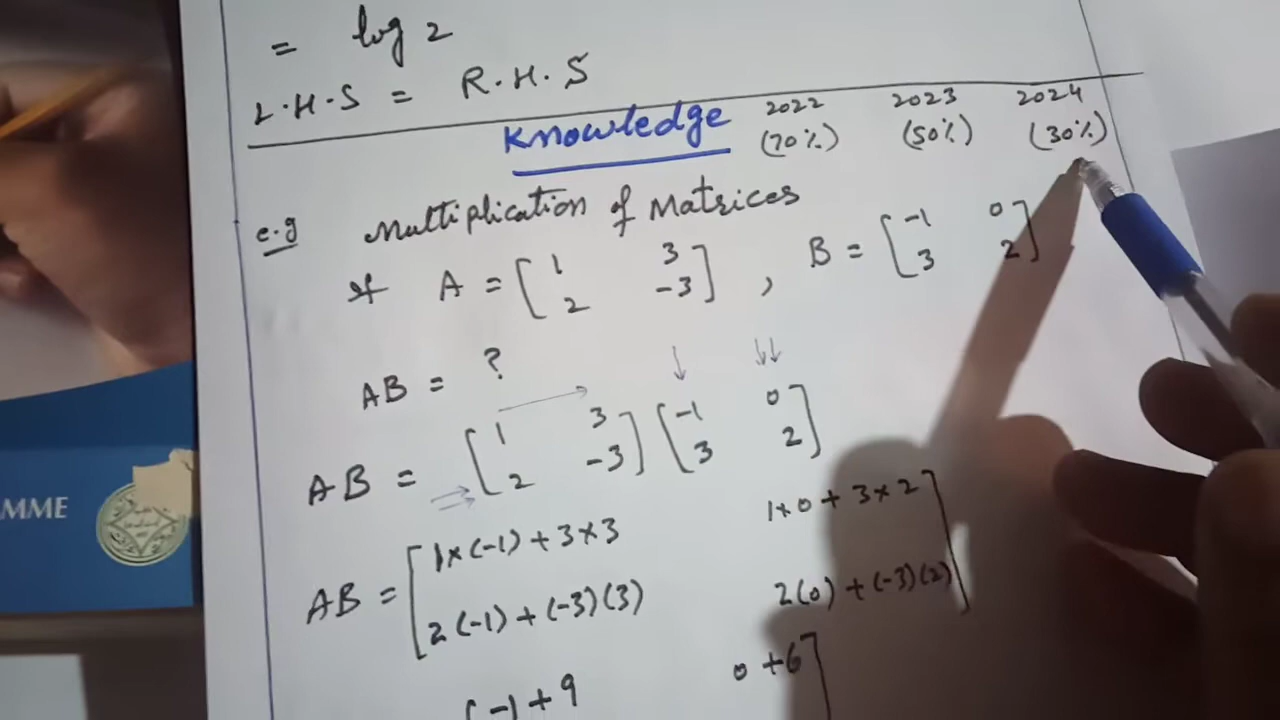 = log 2
L.H.S = R.H.S
Knowledge 2022 2023 2024
(70%) (50%) (30%)
e.g Multiplication of Matrices
If A = [ 1 3 ] , B = [ -1 0 ]
2 -3 3 2
AB = ?
AB = [ 1 3 ] [ -1 0 ]
2 -3 3 2
AB = [ 1×(-1)+3×3 1×0+3×2 ]
2(-1)+(-3)(3) 2(0)+(-3)(2)
-1+9 0+6
MME